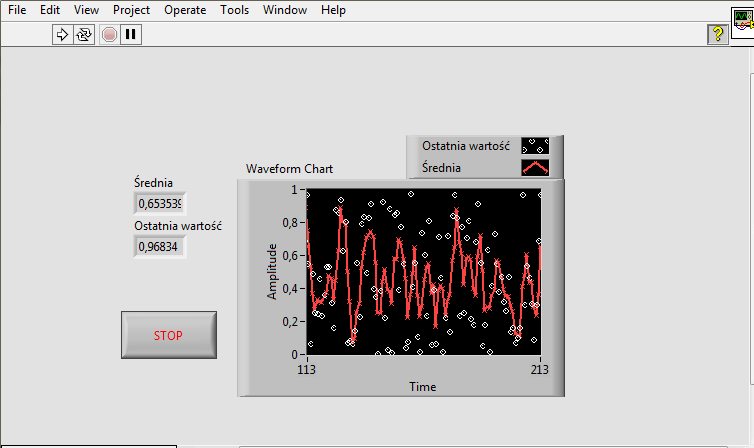 File Edit View Project Operate Tools Window Help
?
Ostatnia wartość
Średnia
Waveform Chart
Średnia
0,653539
Ostatnia wartość
0,96834
STOP
Amplitude
1
0,8
0,6
0,4
0,2
0
113
213
Time